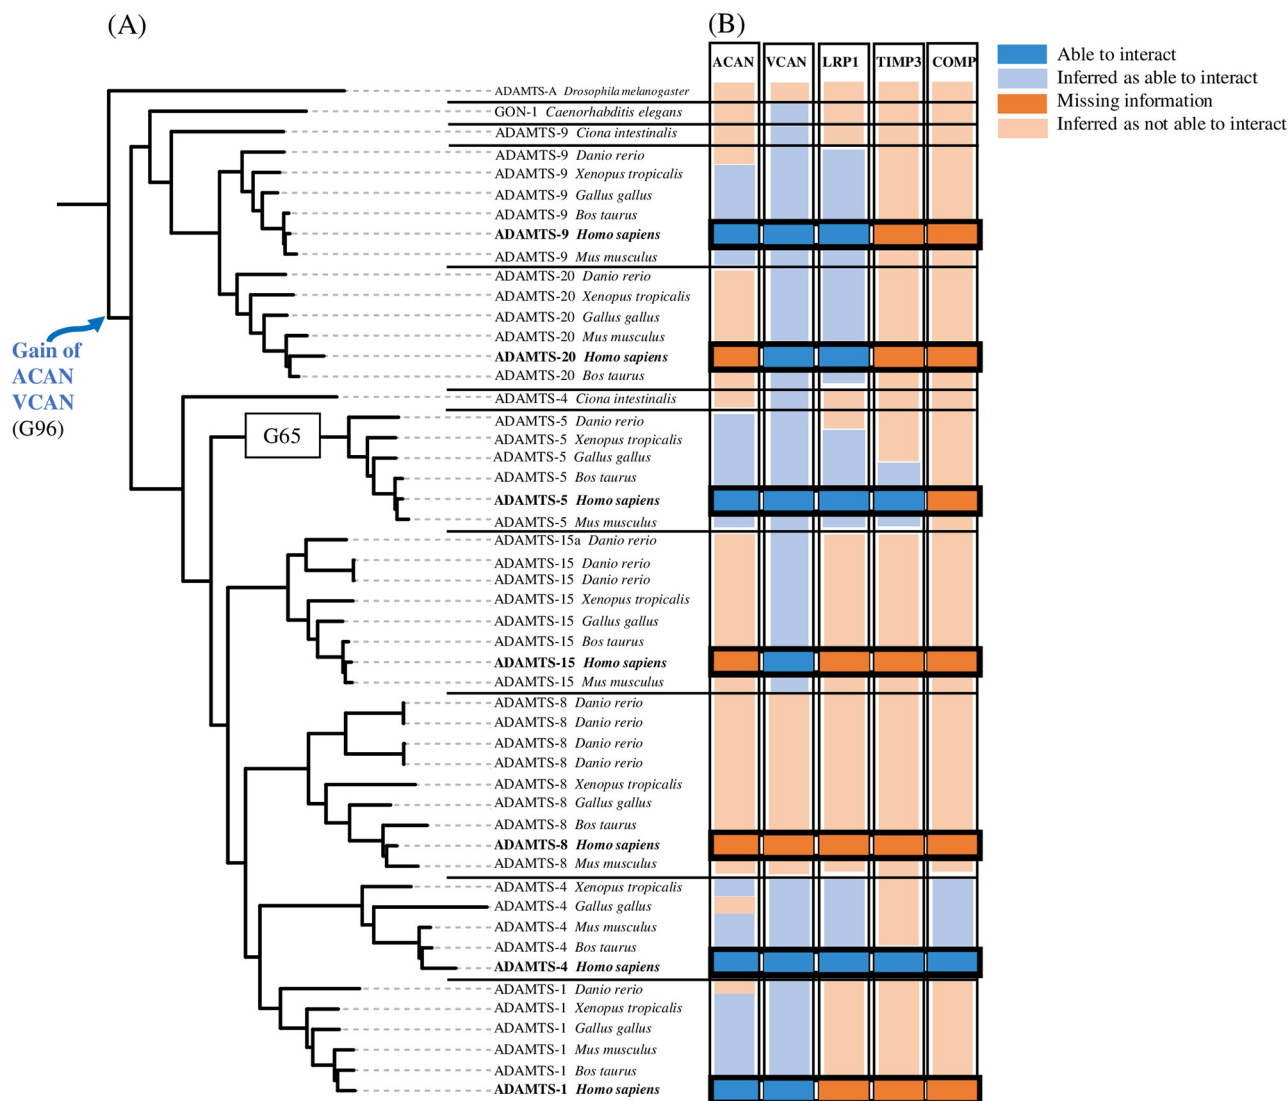 (A)
(B)
ACAN VCAN LRP1 TIMP3 COMP
Able to interact
Inferred as able to interact
Missing information
Inferred as not able to interact
ADAMTS-A Drosophila melanogaster
GON-1 Caenorhabditis elegans
ADAMTS-9 Ciona intestinalis
ADAMTS-9 Danio rerio
ADAMTS-9 Xenopus tropicalis
ADAMTS-9 Gallus gallus
ADAMTS-9 Bos taurus
ADAMTS-9 Homo sapiens
ADAMTS-9 Mus musculus
ADAMTS-20 Danio rerio
ADAMTS-20 Xenopus tropicalis
ADAMTS-20 Gallus gallus
ADAMTS-20 Mus musculus
ADAMTS-20 Homo sapiens
ADAMTS-20 Bos taurus
Gain of
ACAN
VCAN
(G96)
ADAMTS-4 Ciona intestinalis
G65
ADAMTS-5 Danio rerio
ADAMTS-5 Xenopus tropicalis
ADAMTS-5 Gallus gallus
ADAMTS-5 Bos taurus
ADAMTS-5 Homo sapiens
ADAMTS-5 Mus musculus
ADAMTS-15a Danio rerio
ADAMTS-15 Danio rerio
ADAMTS-15 Danio rerio
ADAMTS-15 Xenopus tropicalis
ADAMTS-15 Gallus gallus
ADAMTS-15 Bos taurus
ADAMTS-15 Homo sapiens
ADAMTS-15 Mus musculus
ADAMTS-8 Danio rerio
ADAMTS-8 Danio rerio
ADAMTS-8 Danio rerio
ADAMTS-8 Danio rerio
ADAMTS-8 Xenopus tropicalis
ADAMTS-8 Gallus gallus
ADAMTS-8 Bos taurus
ADAMTS-8 Homo sapiens
ADAMTS-8 Mus musculus
ADAMTS-4 Xenopus tropicalis
ADAMTS-4 Gallus gallus
ADAMTS-4 Mus musculus
ADAMTS-4 Bos taurus
ADAMTS-4 Homo sapiens
ADAMTS-1 Danio rerio
ADAMTS-1 Xenopus tropicalis
ADAMTS-1 Gallus gallus
ADAMTS-1 Mus musculus
ADAMTS-1 Bos taurus
ADAMTS-1 Homo sapiens